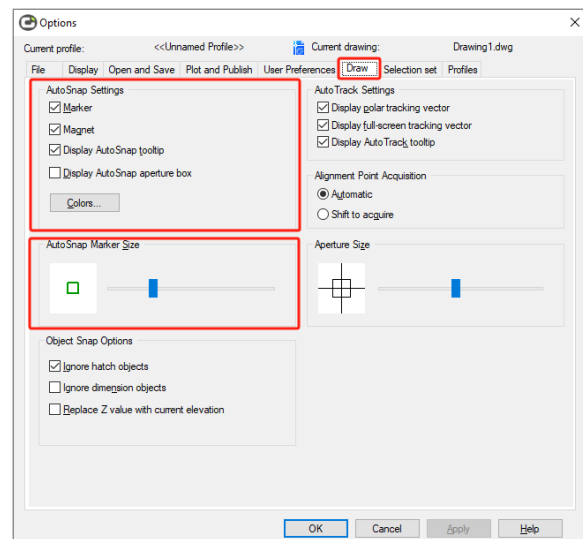 Options
Current profile: <<Unnamed Profile>> Current drawing: Drawing1.dwg
File Display Open and Save Plot and Publish User Preferences Draw Selection set Profiles
AutoSnap Settings
Marker
Magnet
Display AutoSnap tooltip
Display AutoSnap aperture box
Colors...
AutoTrack Settings
Display polar tracking vector
Display full-screen tracking vector
Display AutoTrack tooltip
Alignment Point Acquisition
Automatic
Shift to acquire
AutoSnap Marker Size
Aperture Size
Object Snap Options
Ignore hatch objects
Ignore dimension objects
Replace Z value with current elevation
OK Cancel Apply Help